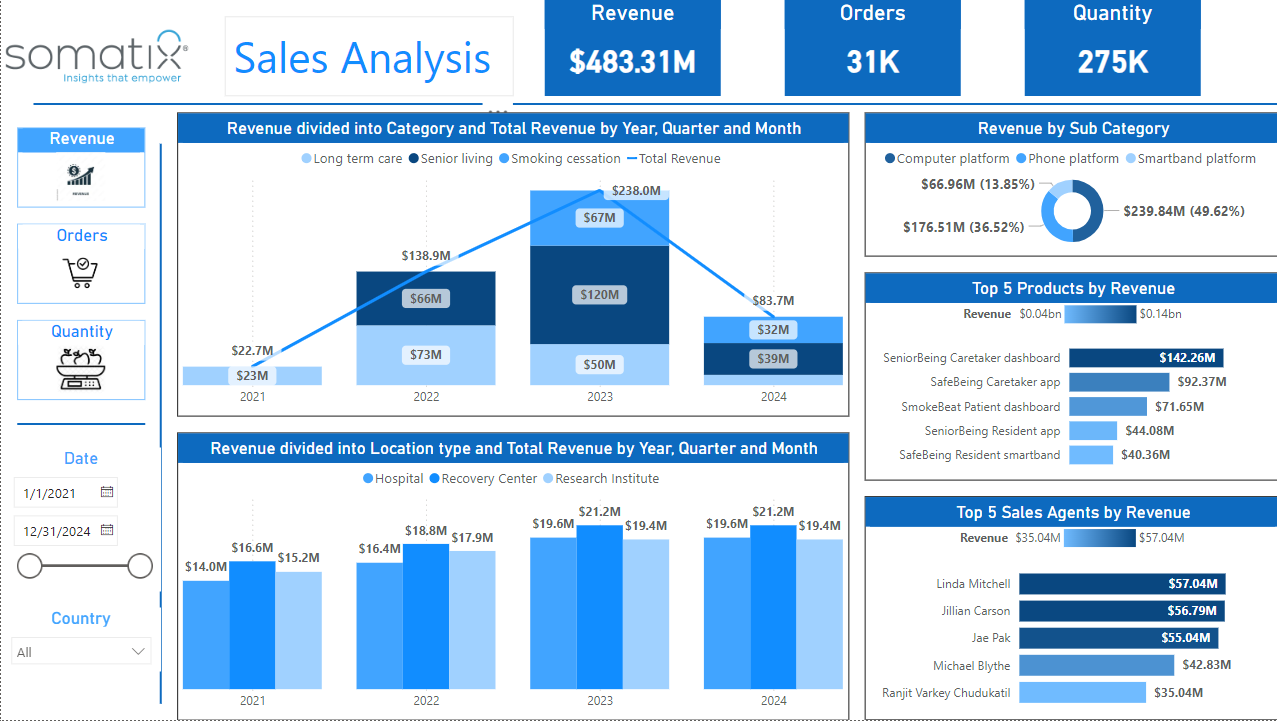 somatix®
Insights that empower
Sales Analysis
Revenue
$483.31M
Orders
31K
Quantity
275K
Revenue
REVENUE
Orders
Quantity
Date
1/1/2021
12/31/2024
Country
All
Revenue divided into Category and Total Revenue by Year, Quarter and Month
Long term care Senior living Smoking cessation Total Revenue
$238.0M
$67M
$138.9M
$66M
$120M
$83.7M
$32M
$22.7M
$73M
$50M
$39M
$23M
2021 2022 2023 2024
Revenue divided into Location type and Total Revenue by Year, Quarter and Month
Hospital Recovery Center Research Institute
$14.0M $16.6M $15.2M $16.4M $18.8M $17.9M $19.6M $21.2M $19.4M $19.6M $21.2M $19.4M
2021 2022 2023 2024
Revenue by Sub Category
Computer platform Phone platform Smartband platform
$66.96M (13.85%)
$239.84M (49.62%)
$176.51M (36.52%)
Top 5 Products by Revenue
Revenue $0.04bn $0.14bn
SeniorBeing Caretaker dashboard $142.26M
SafeBeing Caretaker app $92.37M
SmokeBeat Patient dashboard $71.65M
SeniorBeing Resident app $44.08M
SafeBeing Resident smartband $40.36M
Top 5 Sales Agents by Revenue
Revenue $35.04M $57.04M
Linda Mitchell $57.04M
Jillian Carson $56.79M
Jae Pak $55.04M
Michael Blythe $42.83M
Ranjit Varkey Chudukatil $35.04M